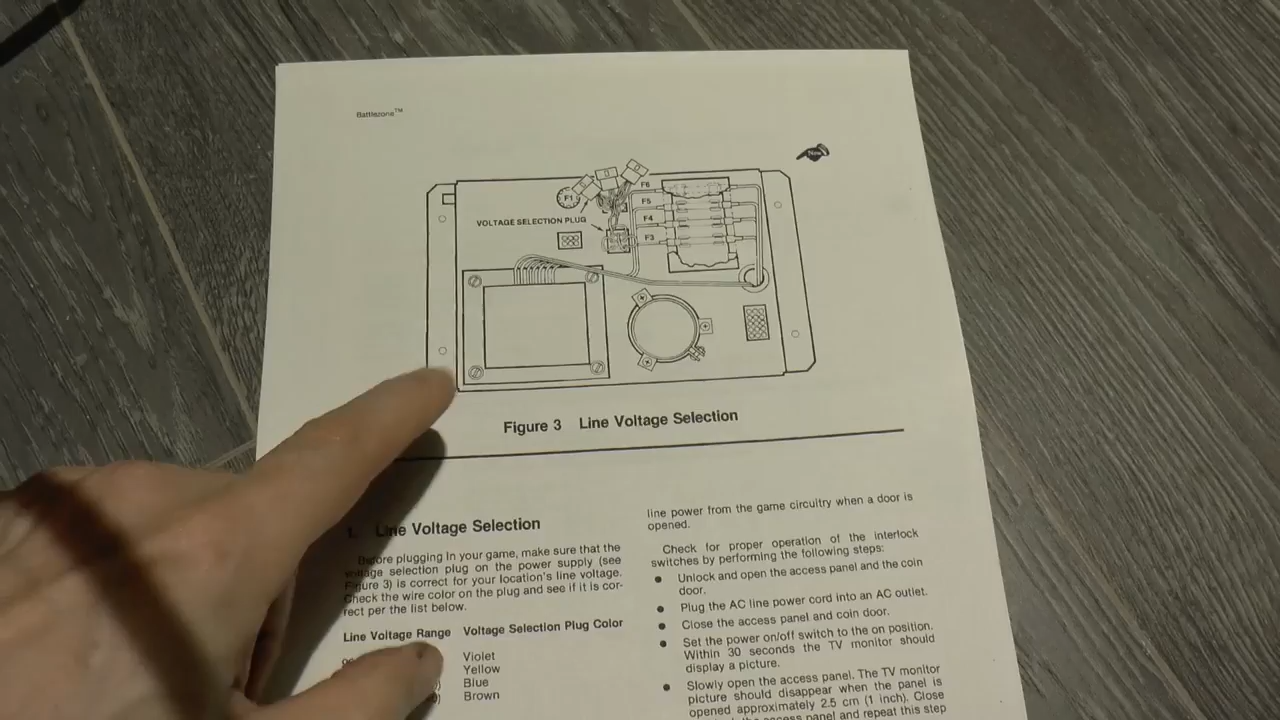 Battlezone™
New
F1
F6
F5
VOLTAGE SELECTION PLUG
F4
F3
Figure 3 Line Voltage Selection
1. Line Voltage Selection
Before plugging in your game, make sure that the
voltage selection plug on the power supply (see
Figure 3) is correct for your location's line voltage.
Check the wire color on the plug and see if it is cor-
rect per the list below.
Line Voltage Range Voltage Selection Plug Color
Violet
Yellow
Blue
Brown
line power from the game circuitry when a door is
opened.
Check for proper operation of the interlock
switches by performing the following steps:
● Unlock and open the access panel and the coin
door.
● Plug the AC line power cord into an AC outlet.
● Close the access panel and coin door.
● Set the power on/off switch to the on position.
Within 30 seconds the TV monitor should
display a picture.
● Slowly open the access panel. The TV monitor
picture should disappear when the panel is
opened approximately 2.5 cm (1 inch). Close
the access panel and repeat this step